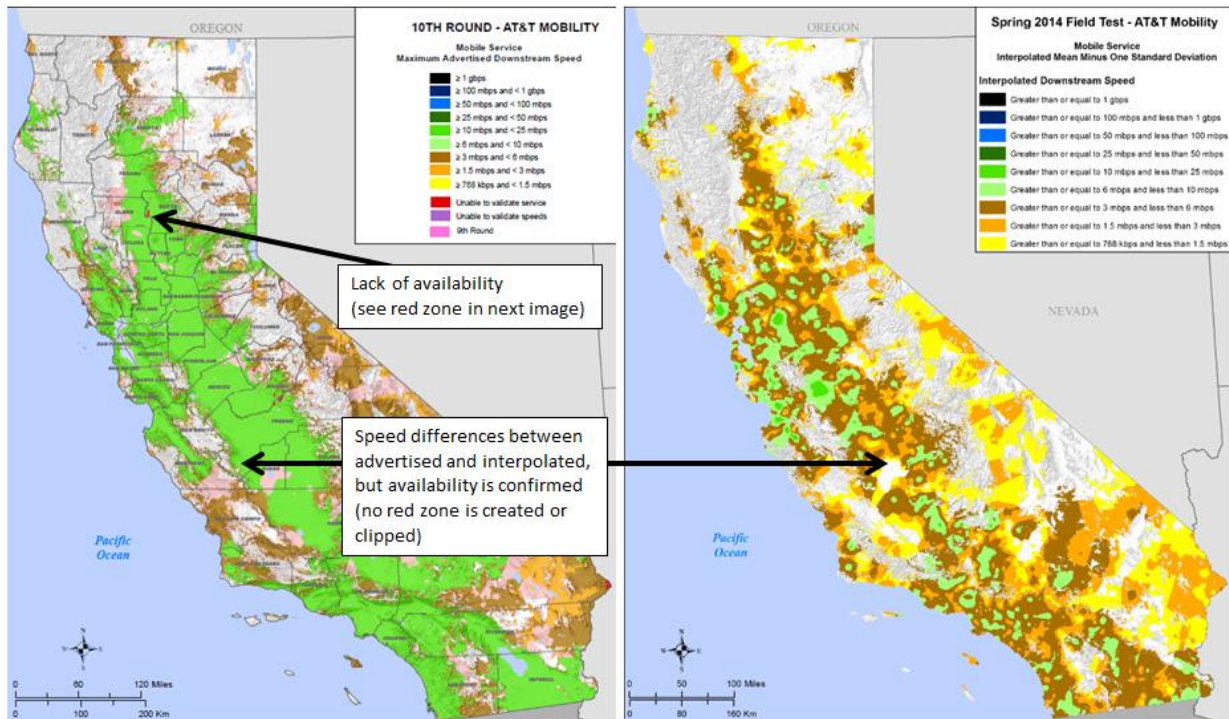 OREGON
10TH ROUND - AT&T MOBILITY
Mobile Service
Maximum Advertised Downstream Speed
≥ 1 gbps
≥ 100 mbps and < 1 gbps
≥ 50 mbps and < 100 mbps
≥ 25 mbps and < 50 mbps
≥ 10 mbps and < 25 mbps
≥ 6 mbps and < 10 mbps
≥ 3 mbps and < 6 mbps
≥ 1.5 mbps and < 3 mbps
≥ 768 kbps and < 1.5 mbps
Unable to validate service
Unable to validate speeds
9th Round
Lack of availability
(see red zone in next image)
Speed differences between
advertised and interpolated,
but availability is confirmed
(no red zone is created or
clipped)
Pacific
Ocean
N
W
E
S
0 60 120 Miles
0 100 200 Km
OREGON
Spring 2014 Field Test - AT&T Mobility
Mobile Service
Interpolated Mean Minus One Standard Deviation
Interpolated Downstream Speed
Greater than or equal to 1 gbps
Greater than or equal to 100 mbps and less than 1 gbps
Greater than or equal to 50 mbps and less than 100 mbps
Greater than or equal to 25 mbps and less than 50 mbps
Greater than or equal to 10 mbps and less than 25 mbps
Greater than or equal to 6 mbps and less than 10 mbps
Greater than or equal to 3 mbps and less than 6 mbps
Greater than or equal to 1.5 mbps and less than 3 mbps
Greater than or equal to 768 kbps and less than 1.5 mbps
NEVADA
Pacific
Ocean
N
W
E
S
0 50 100 Miles
0 80 160 Km